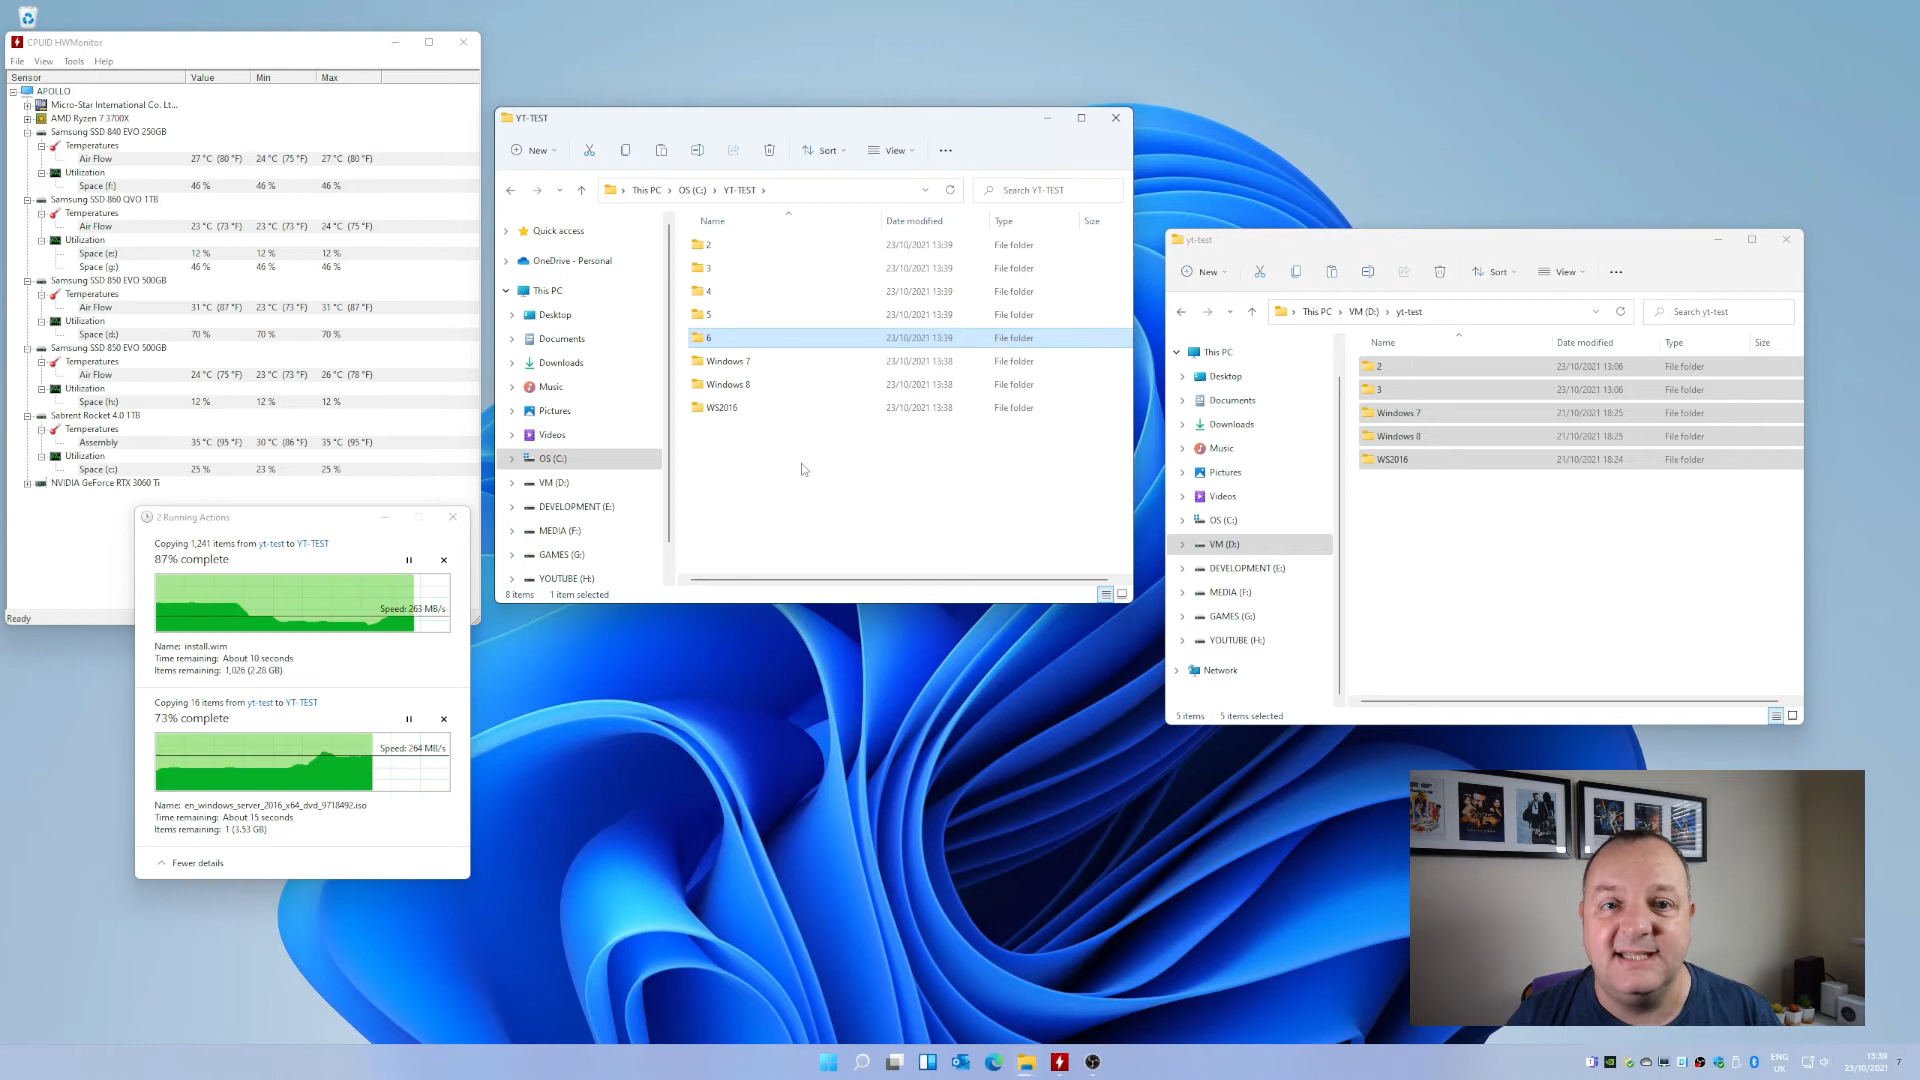 CPUID HWMonitor
File View Tools Help
Sensor Value Min Max
APOLLO
Micro-Star International Co. Lt...
AMD Ryzen 7 3700X
Samsung SSD 840 EVO 250GB
Temperatures
Air Flow 27 °C (80 °F) 24 °C (75 °F) 27 °C (80 °F)
Utilization
Space (f:) 46 % 46 % 46 %
Samsung SSD 860 QVO 1TB
Temperatures
Air Flow 23 °C (73 °F) 23 °C (73 °F) 24 °C (75 °F)
Utilization
Space (e:) 12 % 12 % 12 %
Space (g:) 46 % 46 % 46 %
Samsung SSD 850 EVO 500GB
Temperatures
Air Flow 31 °C (87 °F) 23 °C (73 °F) 31 °C (87 °F)
Utilization
Space (d:) 70 % 70 % 70 %
Samsung SSD 850 EVO 500GB
Temperatures
Air Flow 24 °C (75 °F) 23 °C (73 °F) 26 °C (78 °F)
Utilization
Space (h:) 12 % 12 % 12 %
Sabrent Rocket 4.0 1TB
Temperatures
Assembly 35 °C (95 °F) 30 °C (86 °F) 35 °C (95 °F)
Utilization
Space (c:) 25 % 23 % 25 %
NVIDIA GeForce RTX 3060 Ti
Ready
2 Running Actions
Copying 1,241 items from yt-test to YT-TEST
87% complete
Speed: 263 MB/s
Name: install.wim
Time remaining: About 10 seconds
Items remaining: 1,026 (2.28 GB)
Copying 16 items from yt-test to YT-TEST
73% complete
Speed: 264 MB/s
Name: en_windows_server_2016_x64_dvd_9718492.iso
Time remaining: About 15 seconds
Items remaining: 1 (3.53 GB)
Fewer details
YT-TEST
New Sort View
This PC OS (C:) YT-TEST Search YT-TEST
Name Date modified Type Size
Quick access
OneDrive - Personal
This PC
Desktop
Documents
Downloads
Music
Pictures
Videos
OS (C:)
VM (D:)
DEVELOPMENT (E:)
MEDIA (F:)
GAMES (G:)
YOUTUBE (H:)
2 23/10/2021 13:39 File folder
3 23/10/2021 13:39 File folder
4 23/10/2021 13:39 File folder
5 23/10/2021 13:39 File folder
6 23/10/2021 13:39 File folder
Windows 7 23/10/2021 13:38 File folder
Windows 8 23/10/2021 13:38 File folder
WS2016 23/10/2021 13:38 File folder
8 items 1 item selected
yt-test
New Sort View
This PC VM (D:) yt-test Search yt-test
Name Date modified Type Size
This PC
Desktop
Documents
Downloads
Music
Pictures
Videos
OS (C:)
VM (D:)
DEVELOPMENT (E:)
MEDIA (F:)
GAMES (G:)
YOUTUBE (H:)
Network
2 23/10/2021 13:06 File folder
3 23/10/2021 13:06 File folder
Windows 7 21/10/2021 18:25 File folder
Windows 8 21/10/2021 18:25 File folder
WS2016 21/10/2021 18:24 File folder
5 items 5 items selected
ENG
UK
13:39
23/10/2021
7